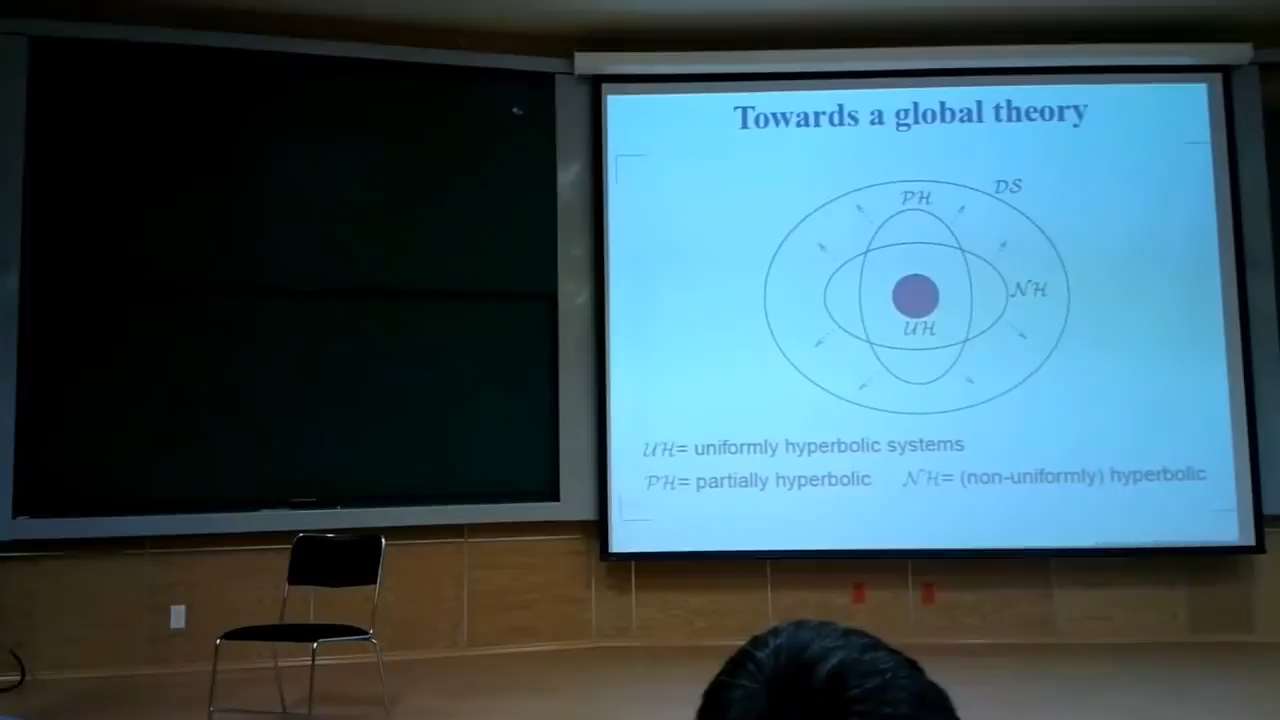 Towards a global theory
𝒟𝒮
𝒫ℋ
𝒩ℋ
𝒰ℋ
𝒰ℋ= uniformly hyperbolic systems
𝒫ℋ= partially hyperbolic 𝒩ℋ= (non-uniformly) hyperbolic